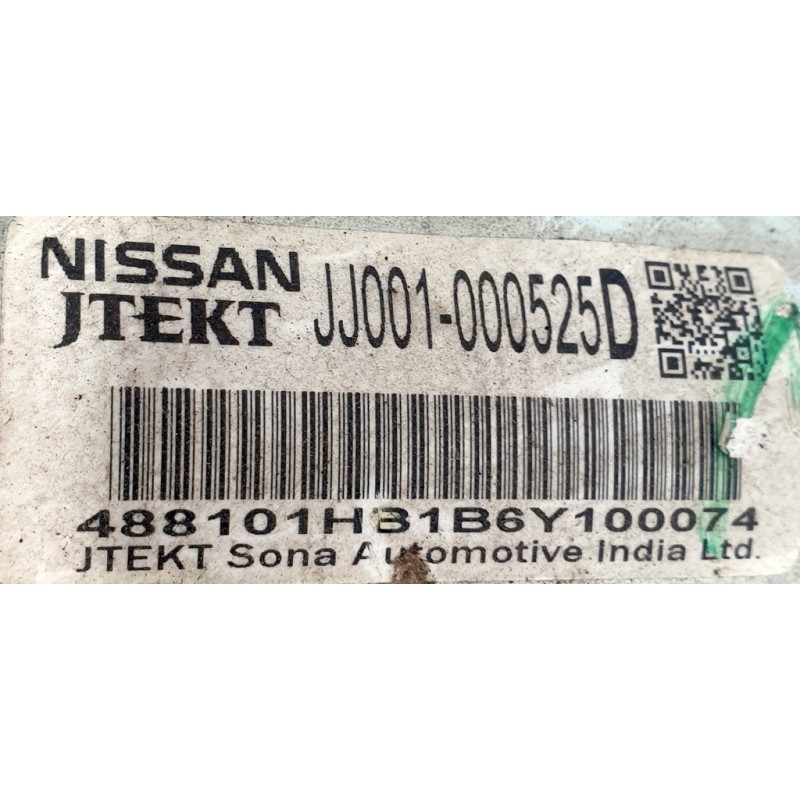 NISSAN JJ001-000525D
JTEKT
488101HB1B6Y100074
JTEKT Sona Automotive India Ltd.